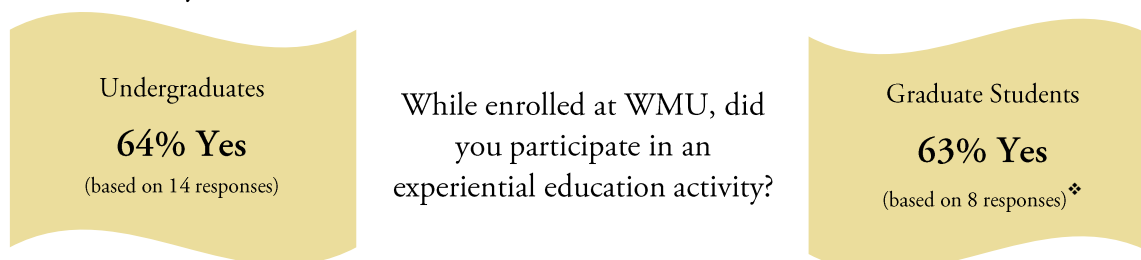 Undergraduates
64% Yes
(based on 14 responses)
While enrolled at WMU, did
you participate in an
experiential education activity?
Graduate Students
63% Yes
(based on 8 responses)❖